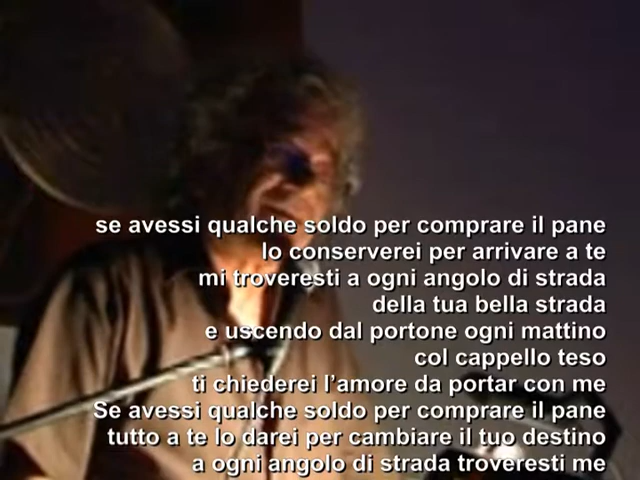 se avessi qualche soldo per comprare il pane
lo conserverei per arrivare a te
mi troveresti a ogni angolo di strada
della tua bella strada
e uscendo dal portone ogni mattino
col cappello teso
ti chiederei l'amore da portar con me
Se avessi qualche soldo per comprare il pane
tutto a te lo darei per cambiare il tuo destino
a ogni angolo di strada troveresti me